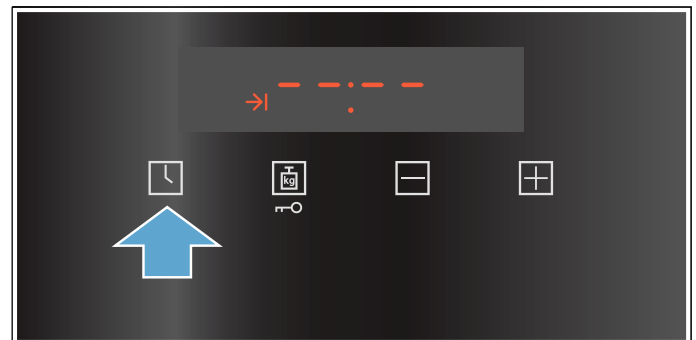 – –:– –
kg